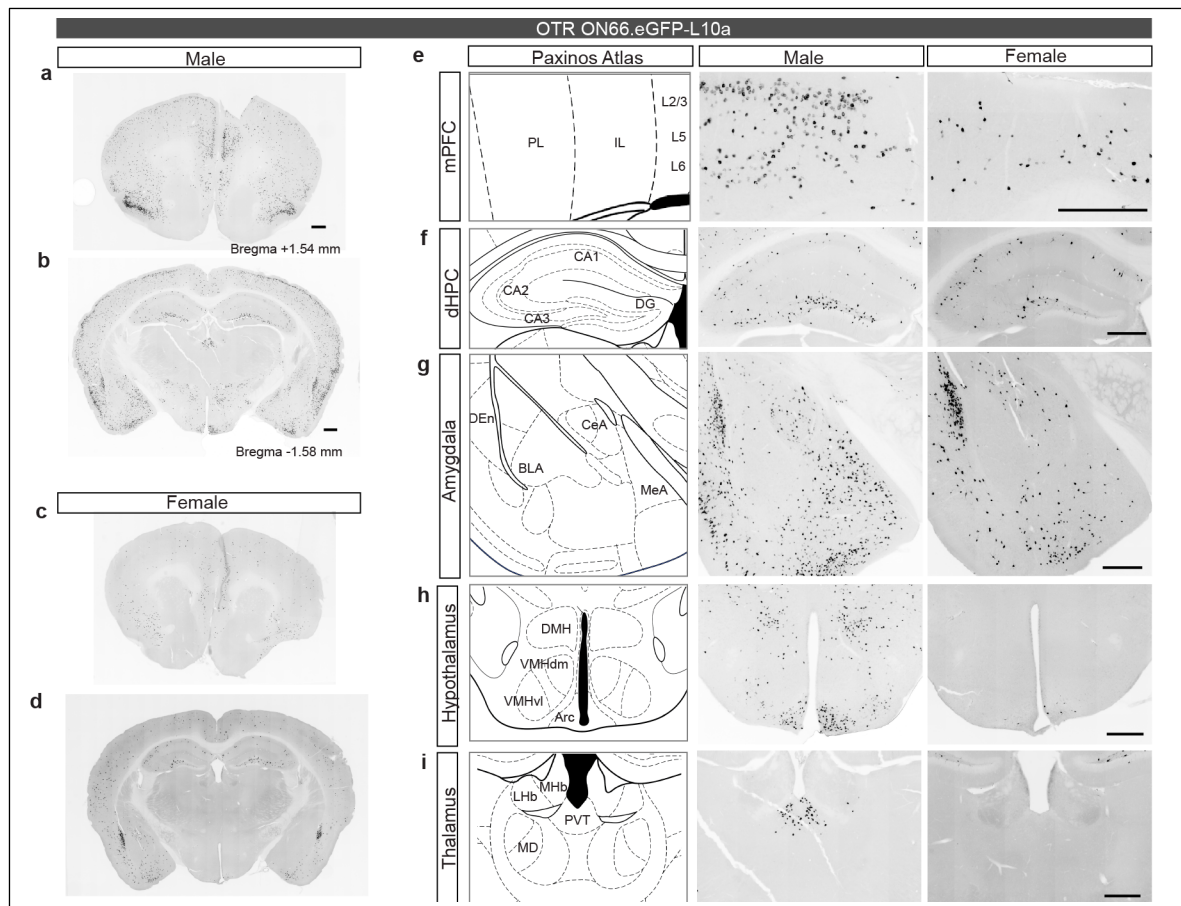 OTR ON66.eGFP-L10a
Male
a
Bregma +1.54 mm
b
Bregma -1.58 mm
Female
c
d
e
Paxinos Atlas
Male
Female
mPFC
PL
IL
L2/3
L5
L6
f
dHPC
CA1
CA2
CA3
DG
g
Amygdala
DEn
CeA
BLA
MeA
h
Hypothalamus
DMH
VMHdm
VMHvl
Arc
i
Thalamus
LHb
MHb
PVT
MD